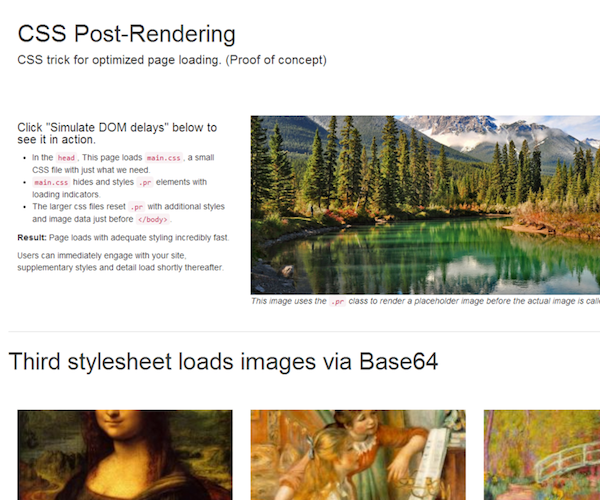 CSS Post-Rendering
CSS trick for optimized page loading. (Proof of concept)
Click "Simulate DOM delays" below to
see it in action.
In the head, This page loads main.css, a small
CSS file with just what we need.
main.css hides and styles .pr elements with
loading indicators.
The larger css files reset .pr with additional styles
and image data just before </body>.
Result: Page loads with adequate styling incredibly fast.
Users can immediately engage with your site,
supplementary styles and detail load shortly thereafter.
This image uses the .pr class to render a placeholder image before the actual image is
Third stylesheet loads images via Base64